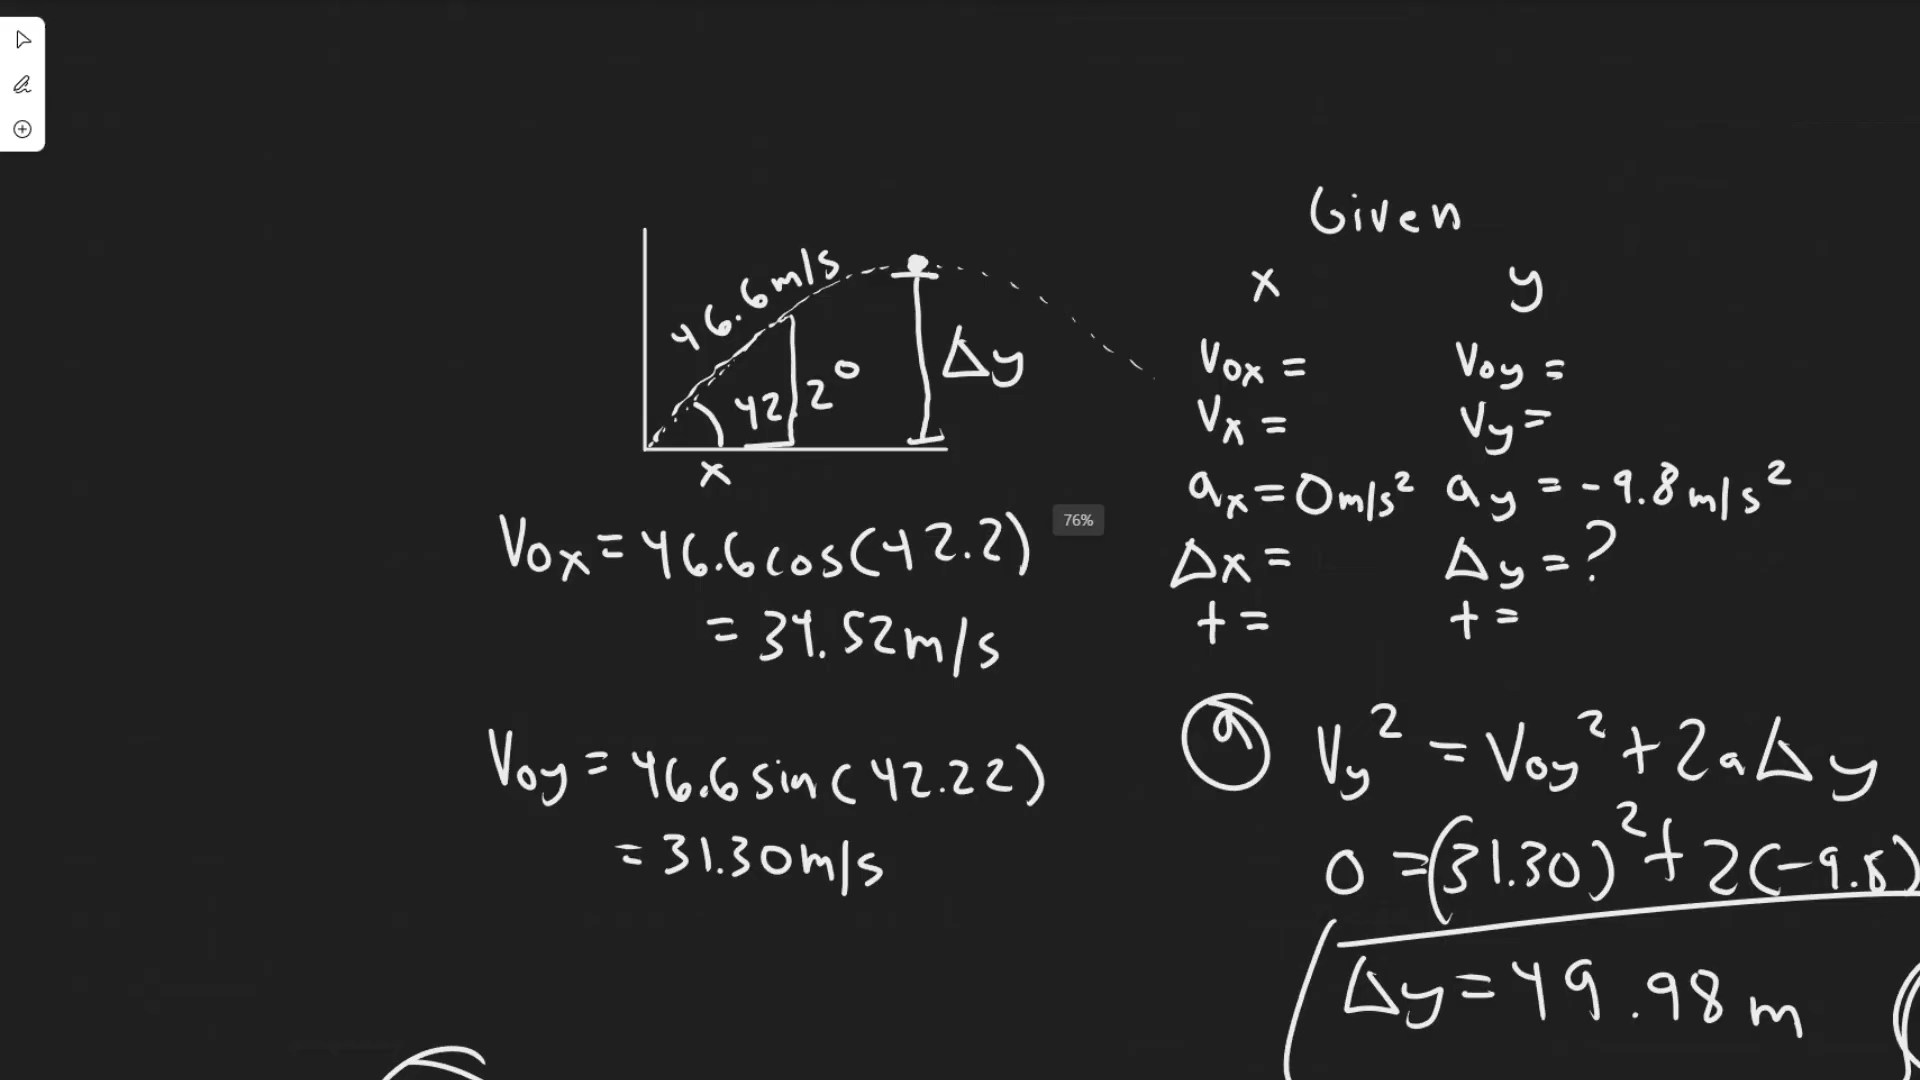 46.6m/s
42.2°
Δy
x
Vox = 46.6cos(42.2)
= 34.52m/s
76%
Voy = 46.6sin(42.22)
= 31.30m/s
Given
x y
Vox = Voy =
Vx = Vy =
ax = 0m/s² ay = -9.8m/s²
Δx = Δy = ?
t = t =
a Vy² = Voy² + 2aΔy
0 = (31.30)² + 2(-9.8)
Δy = 49.98 m